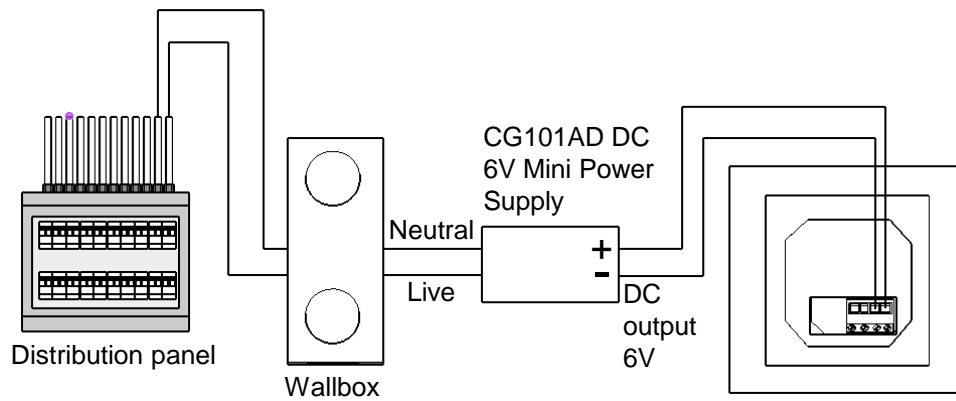 CG101AD DC
6V Mini Power
Supply
Neutral
+
-
Live
DC
output
6V
Distribution panel
Wallbox